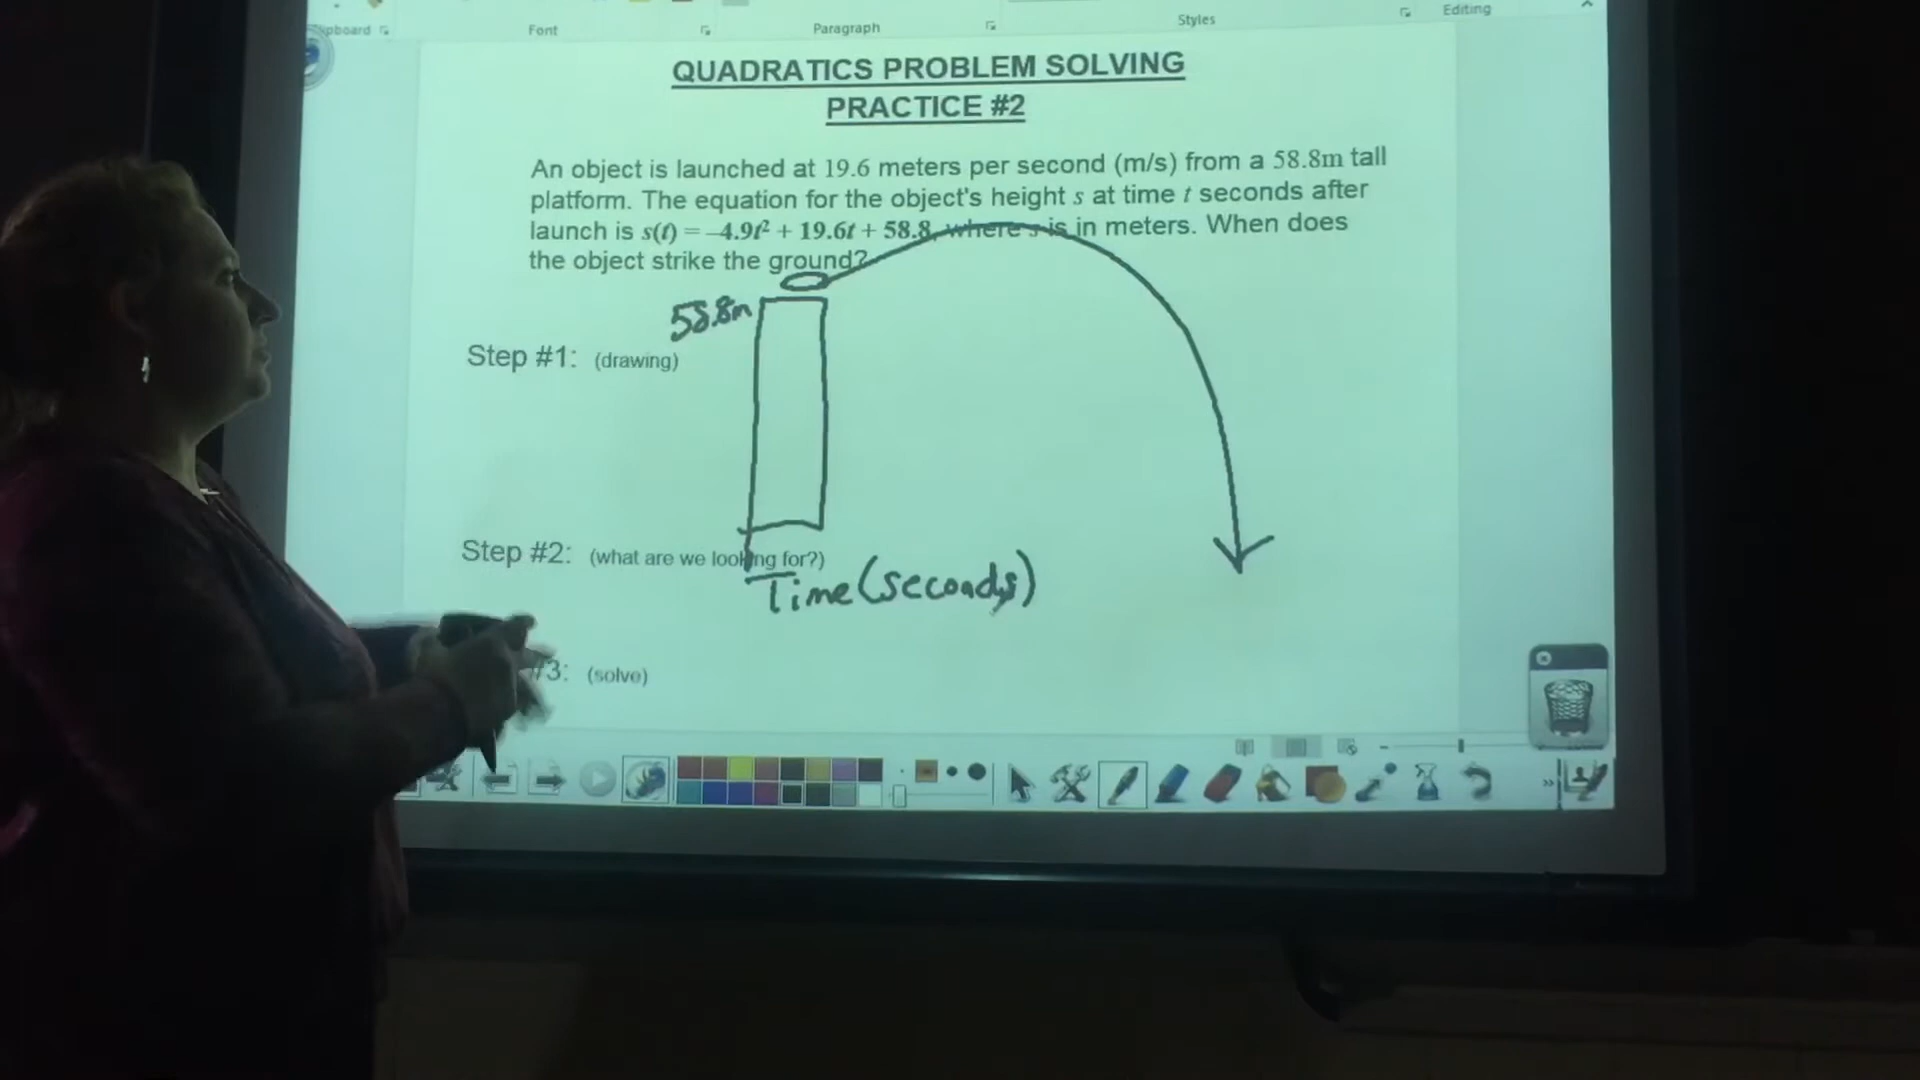 Clipboard
Font
Paragraph
Styles
Editing
QUADRATICS PROBLEM SOLVING
PRACTICE #2
An object is launched at 19.6 meters per second (m/s) from a 58.8m tall
platform. The equation for the object's height s at time t seconds after
launch is s(t) = –4.9t² + 19.6t + 58.8, where s is in meters. When does
the object strike the ground?
58.8m
Step #1: (drawing)
Step #2: (what are we looking for?)
Time (seconds)
#3: (solve)